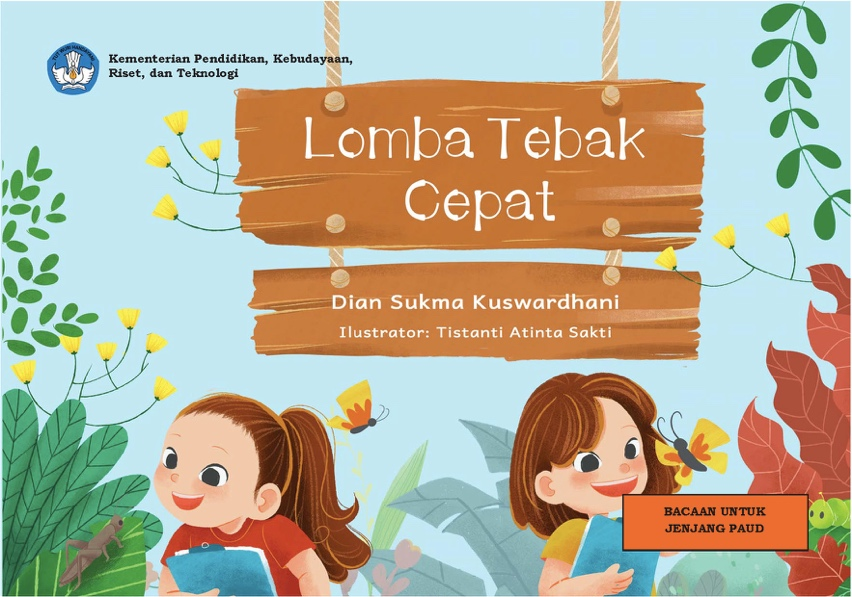 Kementerian Pendidikan, Kebudayaan,
Riset, dan Teknologi
Lomba Tebak
Cepat
Dian Sukma Kuswardhani
Ilustrator: Tistanti Atinta Sakti
BACAAN UNTUK
JENJANG PAUD